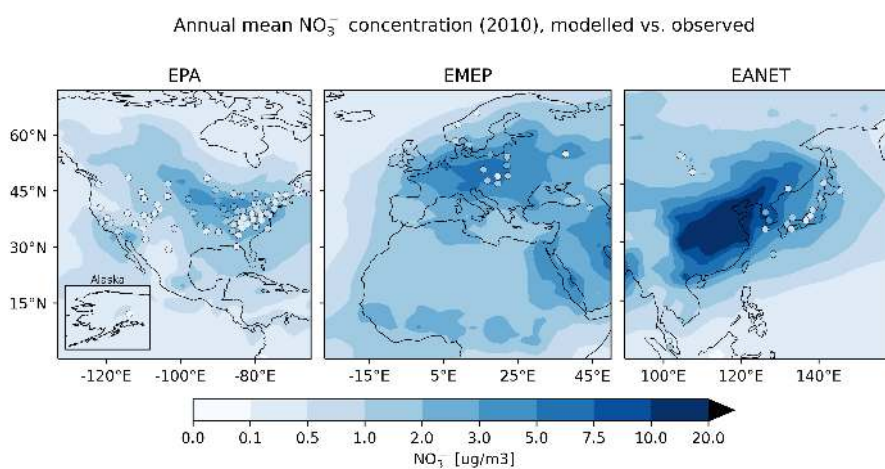 Annual mean NO₃⁻ concentration (2010), modelled vs. observed
EPA EMEP EANET
60°N
45°N
30°N
15°N
Alaska
-120°E -100°E -80°E -15°E 5°E 25°E 45°E 100°E 120°E 140°E
0.0 0.1 0.5 1.0 2.0 3.0 5.0 7.5 10.0 20.0
NO₃⁻ [ug/m3]